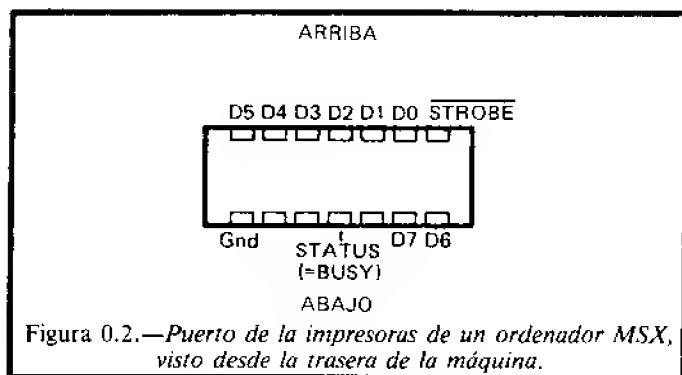 ARRIBA
D5 D4 D3 D2 D1 D0 STROBE
Gnd STATUS D7 D6
(=BUSY)
ABAJO
Figura 0.2.—Puerto de la impresoras de un ordenador MSX,
visto desde la trasera de la máquina.